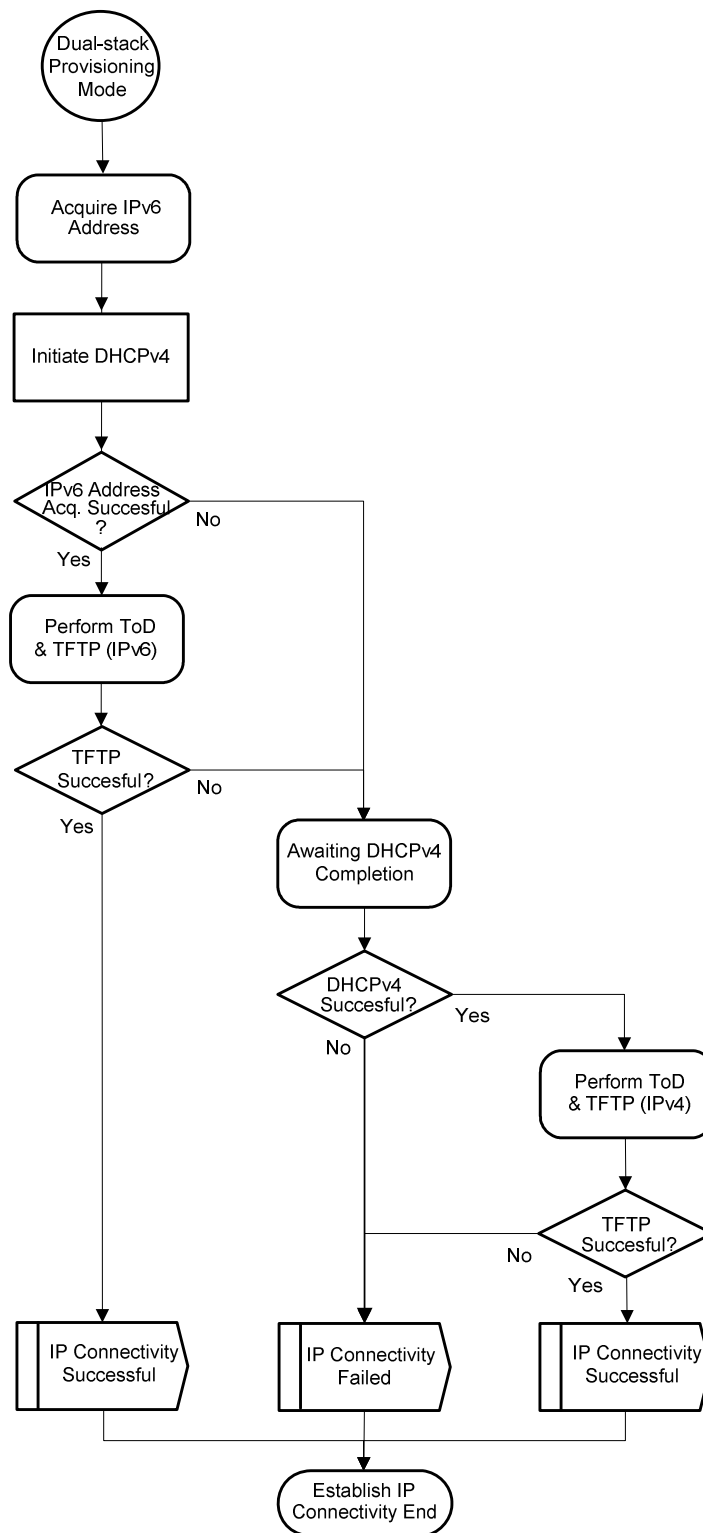 Dual-stack
Provisioning
Mode
Acquire IPv6
Address
Initiate DHCPv4
IPv6 Address
Acq. Succesful
?
No
Yes
Perform ToD
& TFTP (IPv6)
TFTP
Succesful?
No
Yes
Awaiting DHCPv4
Completion
DHCPv4
Succesful?
Yes
No
Perform ToD
& TFTP (IPv4)
TFTP
Succesful?
No
Yes
IP Connectivity
Successful
IP Connectivity
Failed
IP Connectivity
Successful
Establish IP
Connectivity End